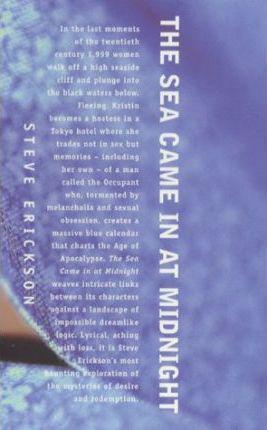 THE SEA CAME IN AT MIDNIGHT
In the last moments
of the twentieth
century 1,999 women
walk off a high seaside
cliff and plunge into
the black waters below.
Fleeing, Kristin
becomes a hostess in a
Tokyo hotel where she
trades not in sex but
memories – including
her own – of a man
called the Occupant
who, tormented by
melancholia and sexual
obsession, creates a
massive blue calendar
that charts the Age of
Apocalypse. The Sea
Came in at Midnight
weaves intricate links
between its characters
against a landscape of
impossible dreamlike
logic. Lyrical, aching
with loss, it is Steve
Erickson's most
haunting exploration of
the mysteries of desire
and redemption.
STEVE ERICKSON